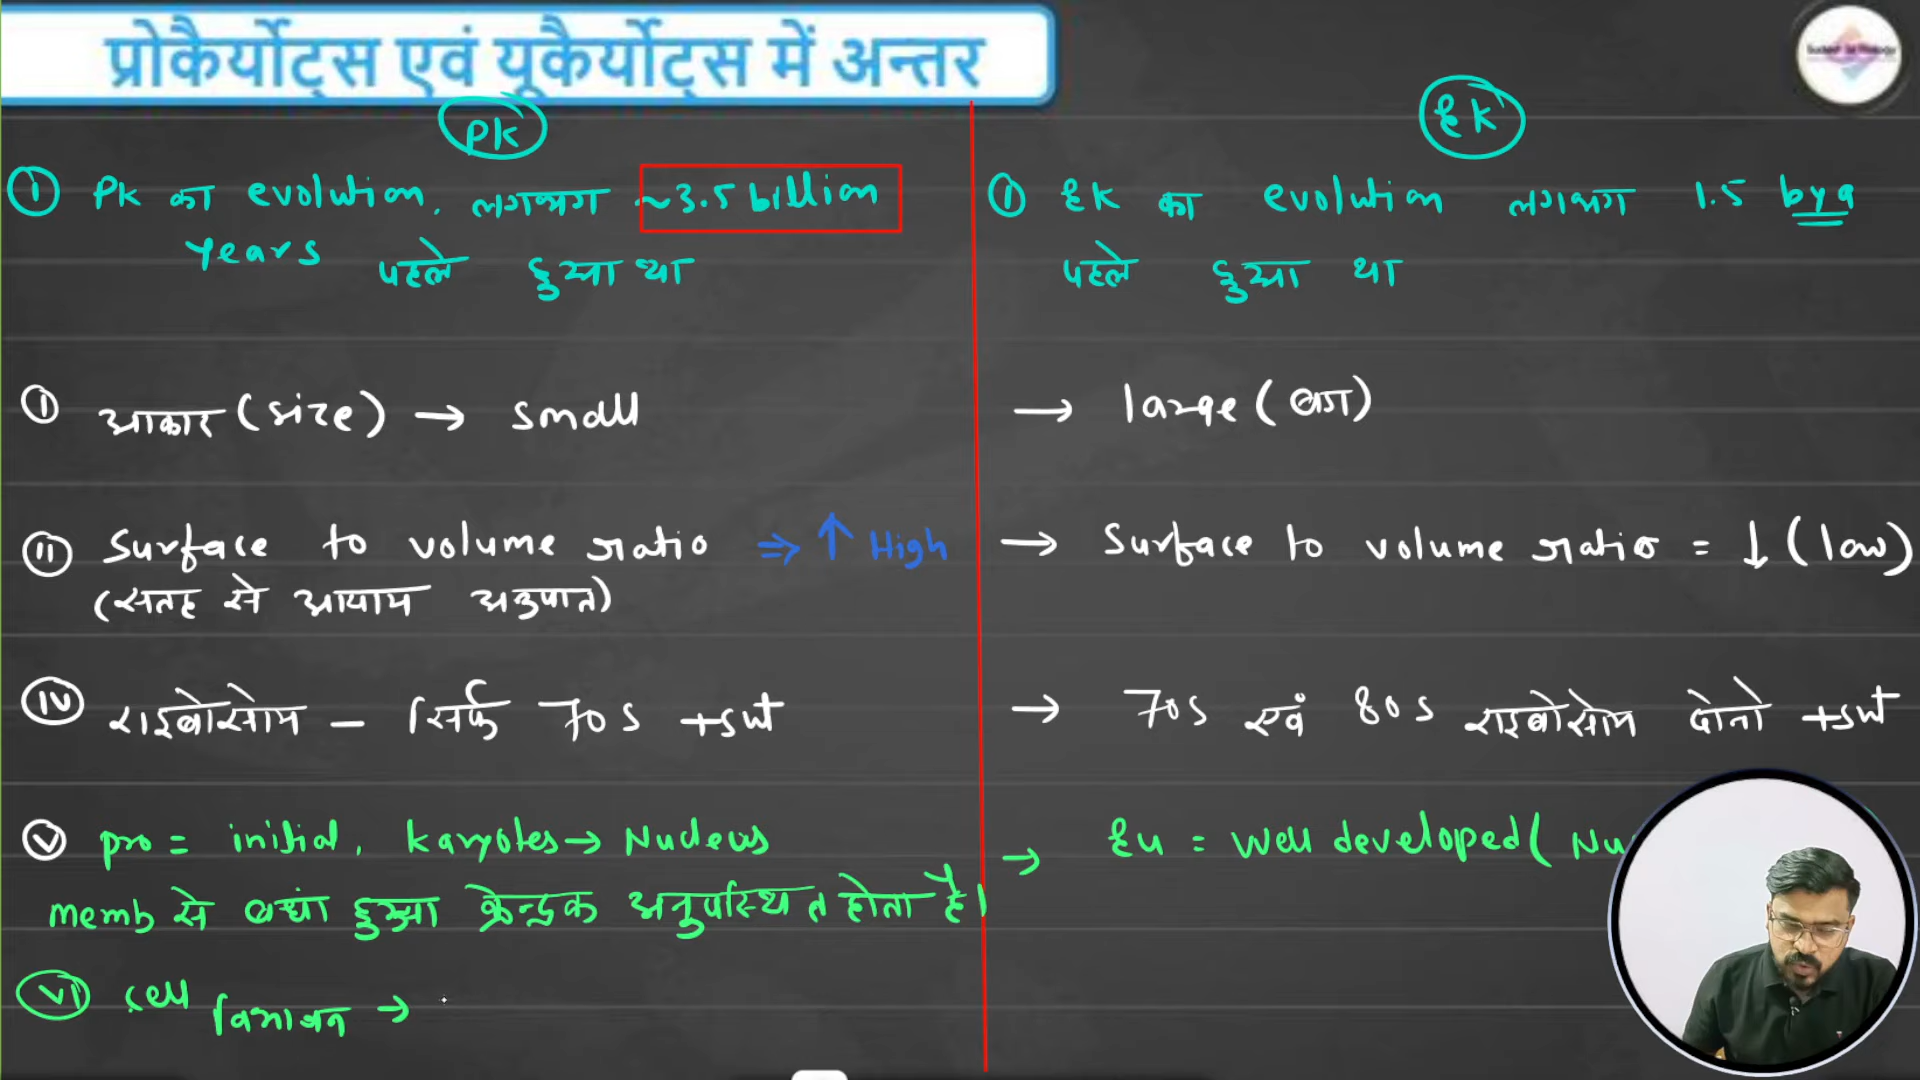 प्रोकैर्योट्स एवं यूकैर्योट्स में अन्तर
PK
EK
① PK का evolution, लगभग ~3.5 billion
years पहले हुआ था
① EK का evolution लगभग 1.5 bya
पहले हुआ था
① आकार (size) → small
→ large (बड़ा)
② Surface to volume ratio ⇒ ↑ High
(सतह से आयाम अनुपात)
→ Surface to volume ratio = ↓ (low)
ⓘⓥ राइबोसोम – सिर्फ 70s +snt
→ 70s एवं 80s राइबोसोम दोनो +snt
ⓥ pro = initial, karyotes → Nucleus
memb से बंधा हुआ केन्द्रक अनुपस्थित होता है।
→ Eu = well developed (Nu
ⓥⓘ cell विभाजन →